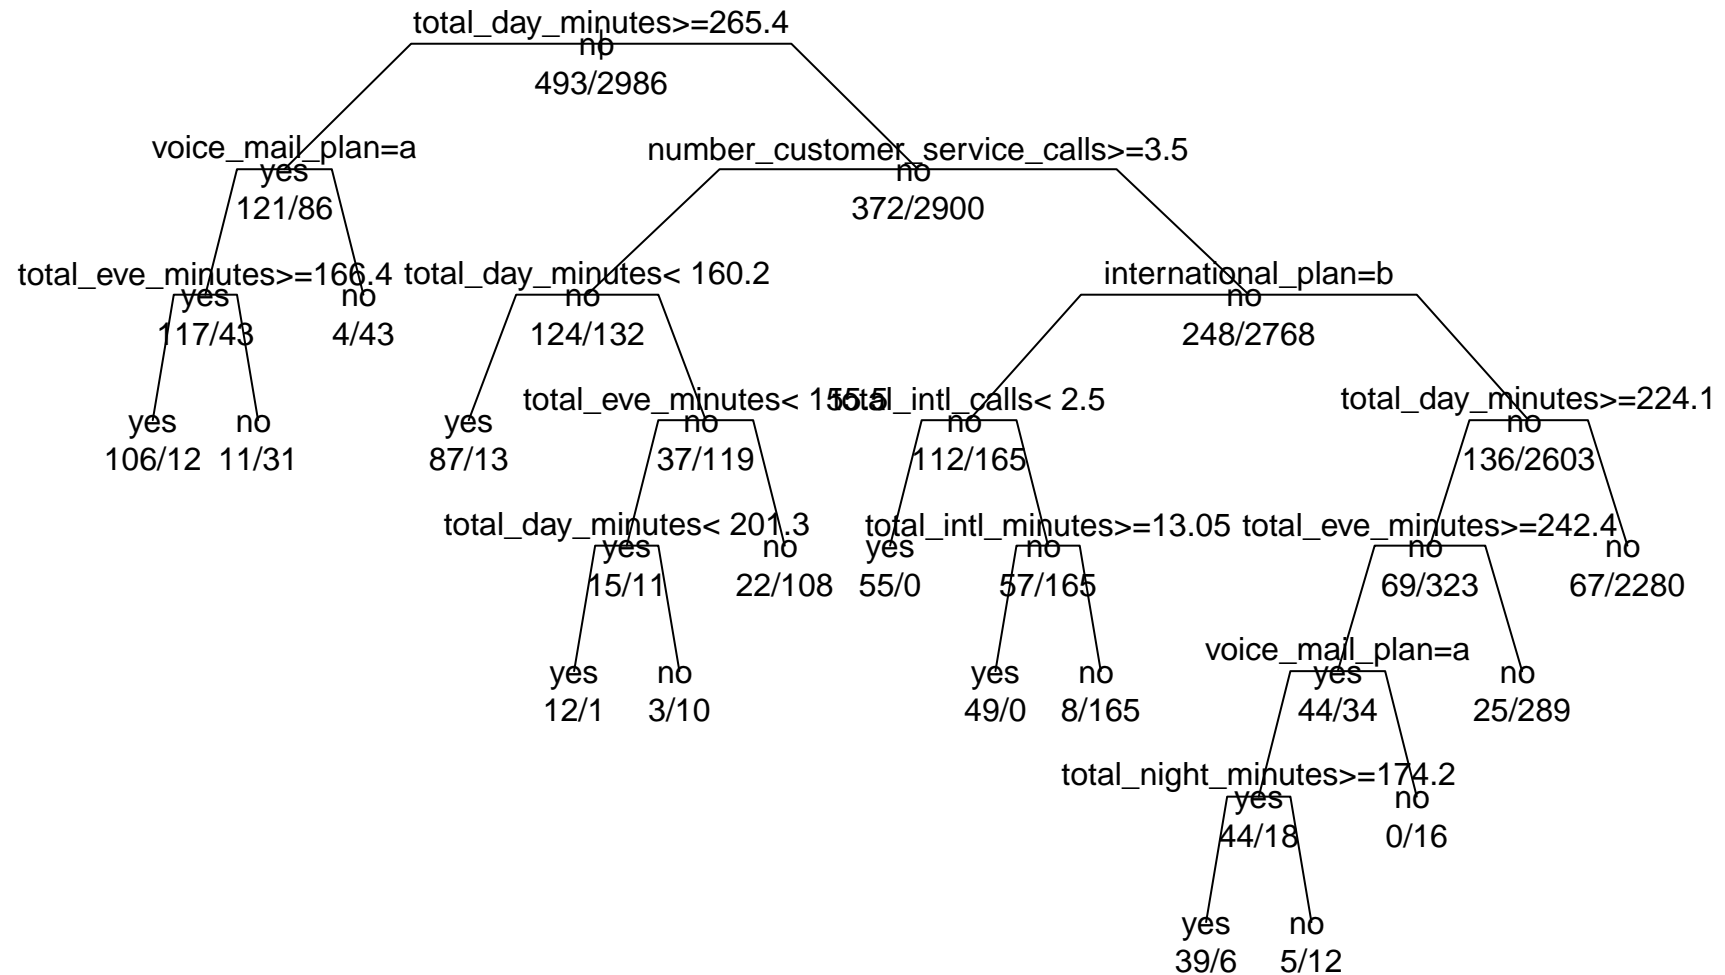 total_day_minutes>=265.4
no
493/2986
voice_mail_plan=a
yes
121/86
number_customer_service_calls>=3.5
no
372/2900
total_eve_minutes>=166.4
yes
117/43
no
4/43
total_day_minutes< 160.2
no
124/132
international_plan=b
no
248/2768
yes
106/12
no
11/31
yes
87/13
total_eve_minutes< 155.5
no
37/119
total_intl_calls< 2.5
no
112/165
total_day_minutes>=224.1
no
136/2603
total_day_minutes< 201.3
yes
15/11
no
22/108
yes
55/0
total_intl_minutes>=13.05
no
57/165
total_eve_minutes>=242.4
no
69/323
no
67/2280
yes
12/1
no
3/10
yes
49/0
no
8/165
voice_mail_plan=a
yes
44/34
no
25/289
total_night_minutes>=174.2
yes
44/18
no
0/16
yes
39/6
no
5/12